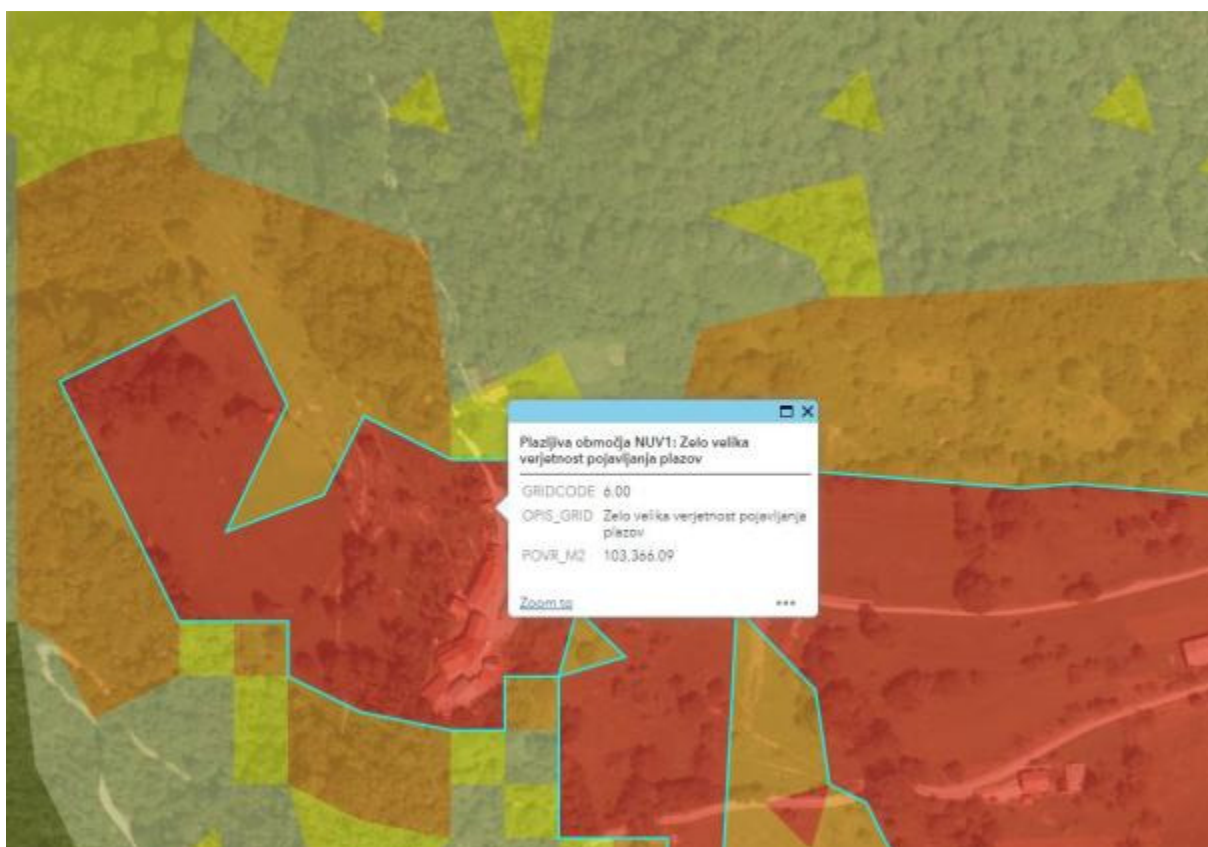 Plazljiva območja NUV1: Zelo velika
verjetnost pojavljanja plazov
GRIDCODE 6.00
OPIS_GRID Zelo velika verjetnost pojavljanja
plazov
POVR_M2 103,366.09
Zoom to